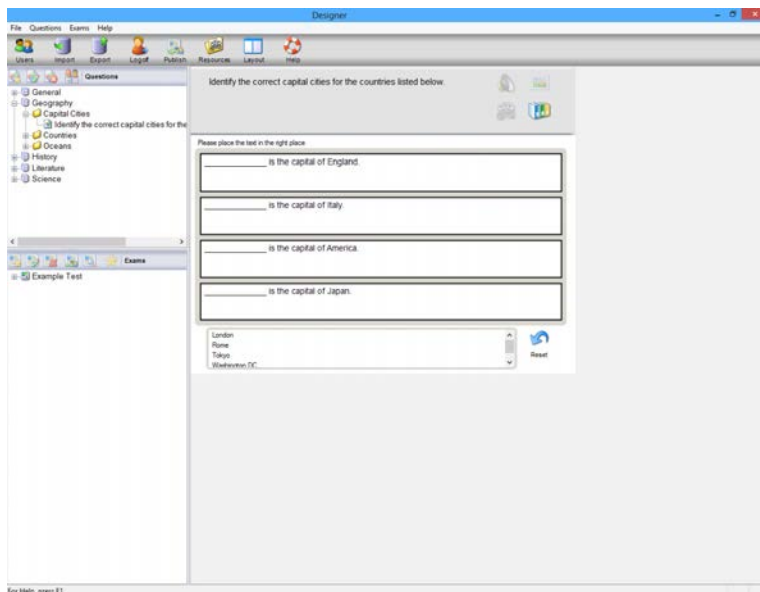 Designer
File Questions Exams Help
Users Import Export Logoff Publish Resources Layout Help
Questions
General
Geography
Capital Cities
Identify the correct capital cities for the
Countries
Oceans
History
Literature
Science
Exams
Example Test
Identify the correct capital cities for the countries listed below.
Please place the text in the right place
____________ is the capital of England.
____________ is the capital of Italy.
____________ is the capital of America.
____________ is the capital of Japan.
London
Rome
Tokyo
Washington DC
Reset
For Help, press F1